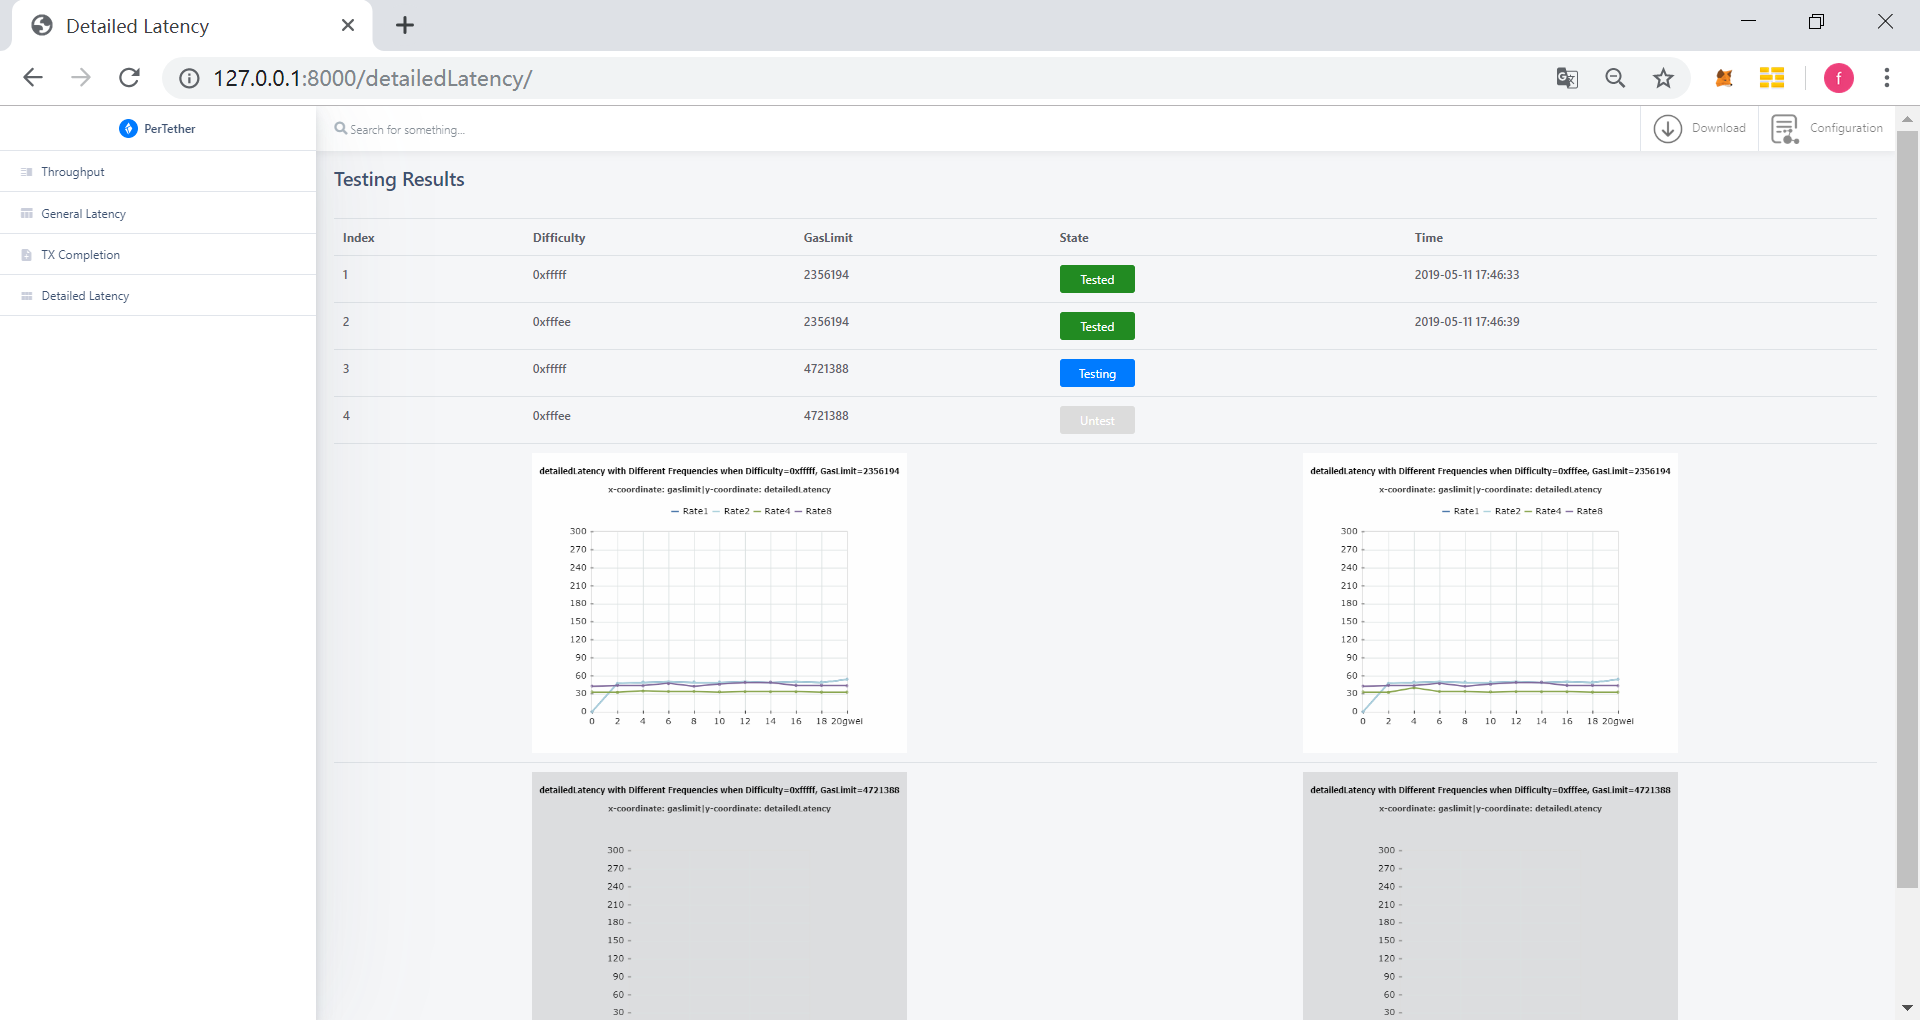 Detailed Latency
127.0.0.1:8000/detailedLatency/
f
PerTether
Search for something...
Download
Configuration
Throughput
General Latency
TX Completion
Detailed Latency
Testing Results
Index Difficulty GasLimit State Time
1 0xfffff 2356194 Tested 2019-05-11 17:46:33
2 0xfffee 2356194 Tested 2019-05-11 17:46:39
3 0xfffff 4721388 Testing
4 0xfffee 4721388 Untest
detailedLatency with Different Frequencies when Difficulty=0xfffff, GasLimit=2356194
x-coordinate: gaslimit|y-coordinate: detailedLatency
Rate1 Rate2 Rate4 Rate8
300
270
240
210
180
150
120
90
60
30
0
0 2 4 6 8 10 12 14 16 18 20gwei
detailedLatency with Different Frequencies when Difficulty=0xfffee, GasLimit=2356194
x-coordinate: gaslimit|y-coordinate: detailedLatency
Rate1 Rate2 Rate4 Rate8
300
270
240
210
180
150
120
90
60
30
0
0 2 4 6 8 10 12 14 16 18 20gwei
detailedLatency with Different Frequencies when Difficulty=0xfffff, GasLimit=4721388
x-coordinate: gaslimit|y-coordinate: detailedLatency
300
270
240
210
180
150
120
90
60
30
detailedLatency with Different Frequencies when Difficulty=0xfffee, GasLimit=4721388
x-coordinate: gaslimit|y-coordinate: detailedLatency
300
270
240
210
180
150
120
90
60
30